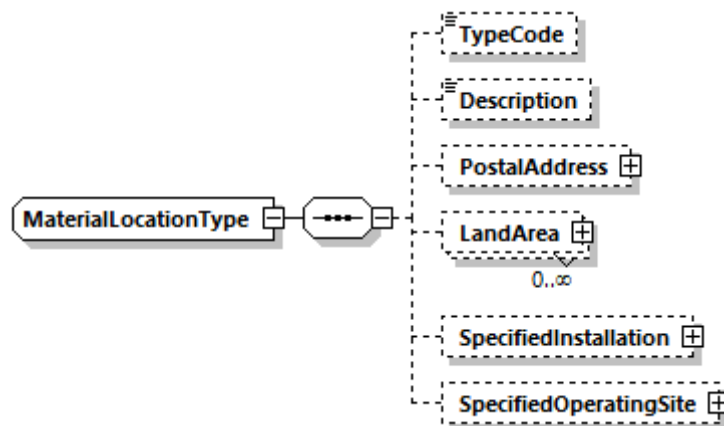 TypeCode
Description
PostalAddress
MaterialLocationType
LandArea
0..∞
SpecifiedInstallation
SpecifiedOperatingSite